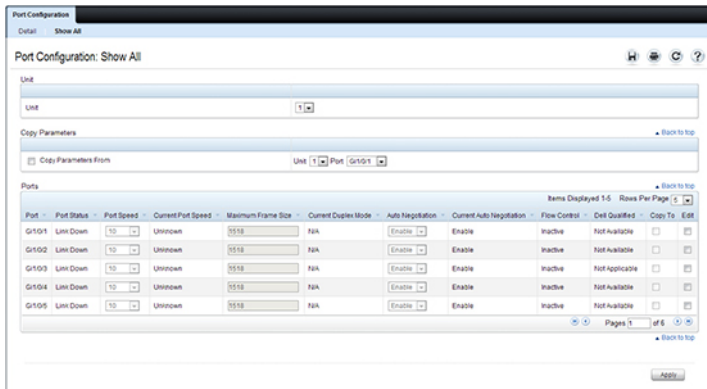 Port Configuration
Detail Show All
Port Configuration: Show All
Unit
Unit 1
Copy Parameters Back to top
Copy Parameters From Unit 1 Port Gi1/0/1
Ports Back to top
Items Displayed 1-5 Rows Per Page 5
Port Port Status Port Speed Current Port Speed Maximum Frame Size Current Duplex Mode Auto Negotiation Current Auto Negotiation Flow Control Dell Qualified Copy To Edit
Gi1/0/1 Link Down 10 Unknown 1518 N/A Enable Enable Inactive Not Available
Gi1/0/2 Link Down 10 Unknown 1518 N/A Enable Enable Inactive Not Available
Gi1/0/3 Link Down 10 Unknown 1518 N/A Enable Enable Inactive Not Applicable
Gi1/0/4 Link Down 10 Unknown 1518 N/A Enable Enable Inactive Not Available
Gi1/0/5 Link Down 10 Unknown 1518 N/A Enable Enable Inactive Not Available
Pages 1 of 6
Back to top
Apply